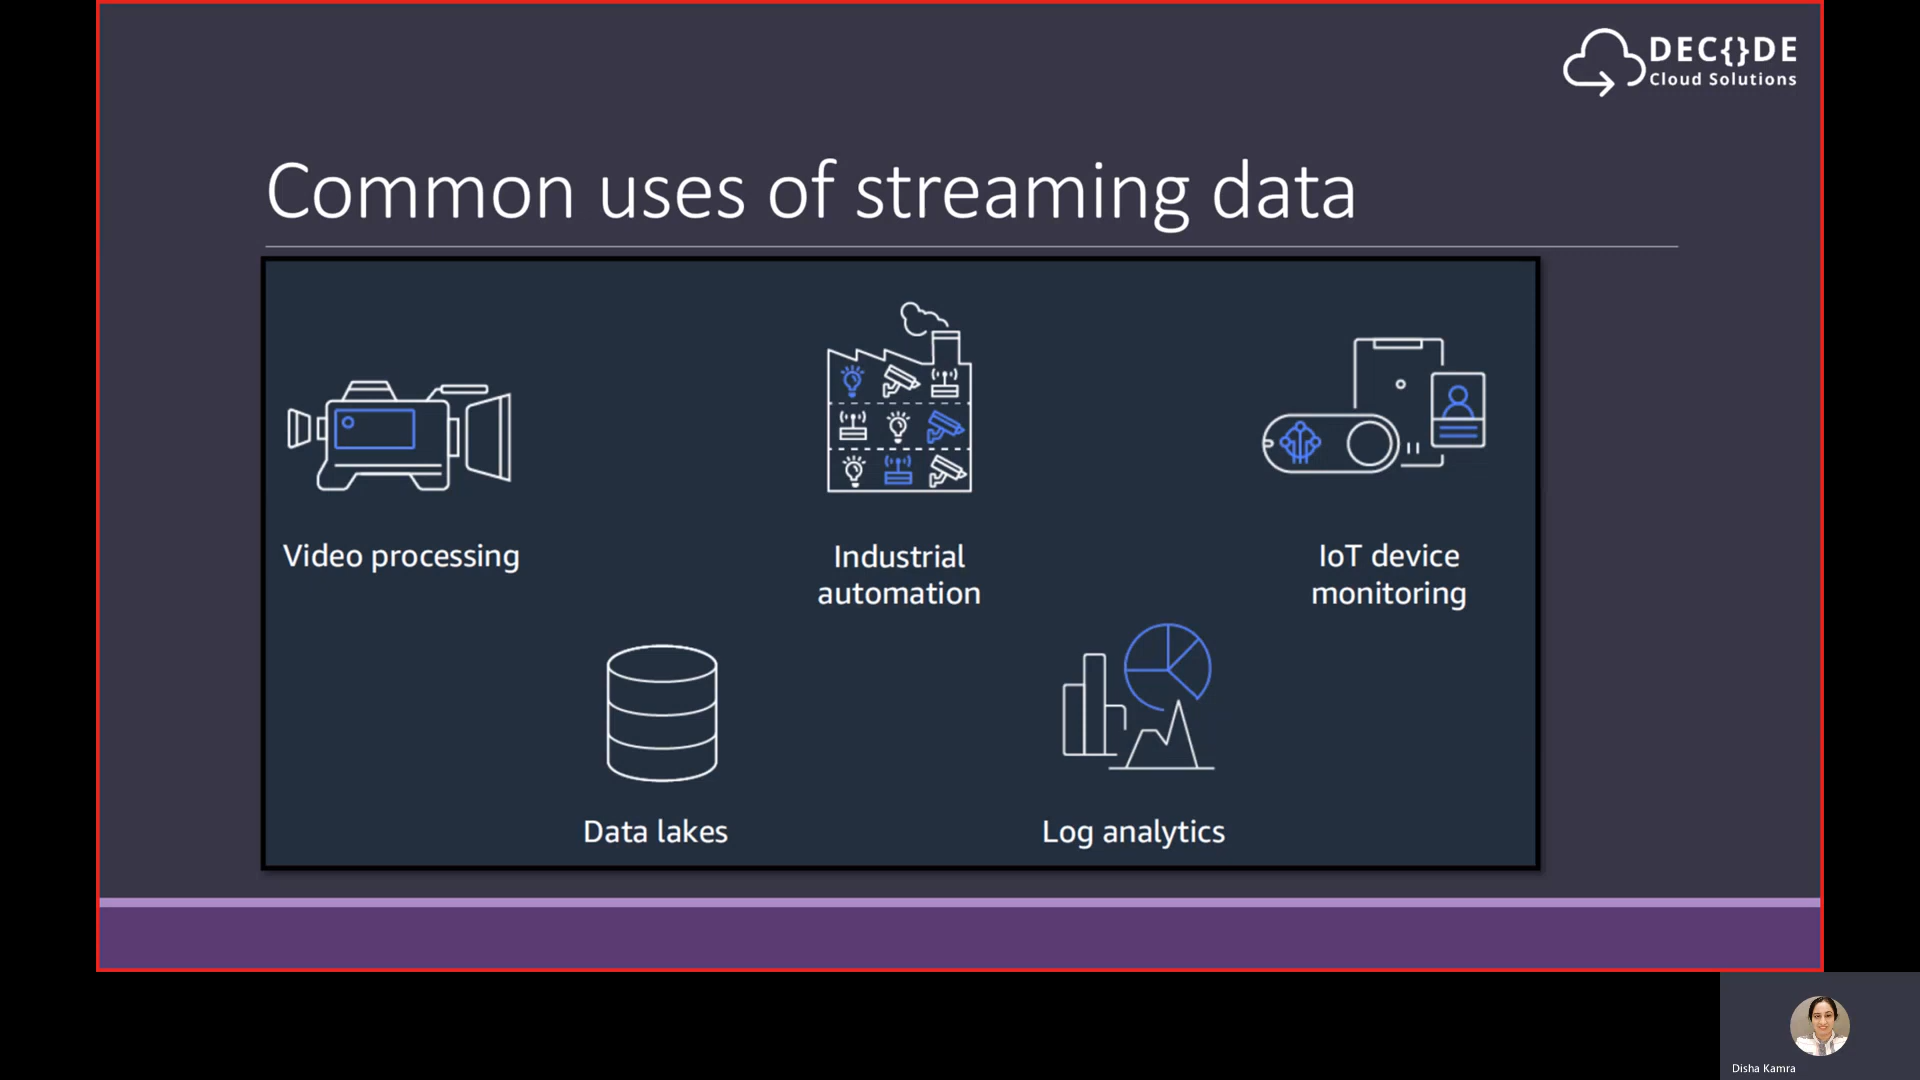 DEC{}DE
Cloud Solutions
Common uses of streaming data
Video processing
Industrial
automation
IoT device
monitoring
Data lakes
Log analytics
Disha Kamra